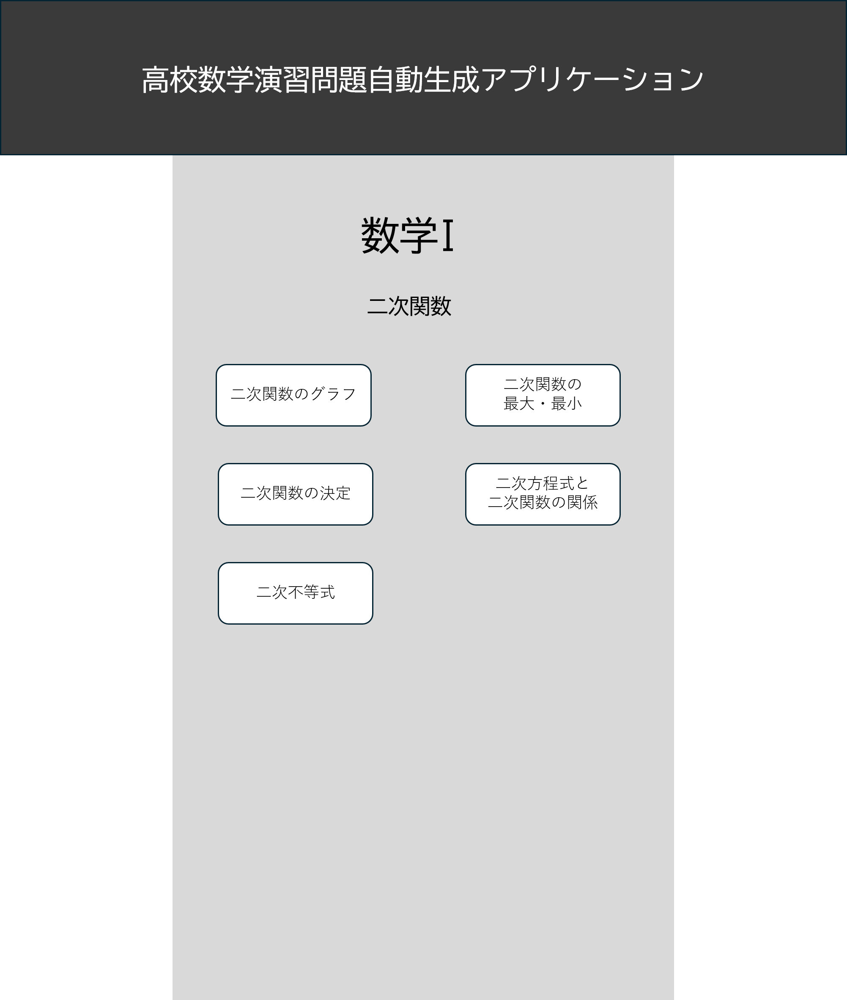 高校数学演習問題自動生成アプリケーション
数学I
二次関数
二次関数のグラフ
二次関数の
最大・最小
二次関数の決定
二次方程式と
二次関数の関係
二次不等式